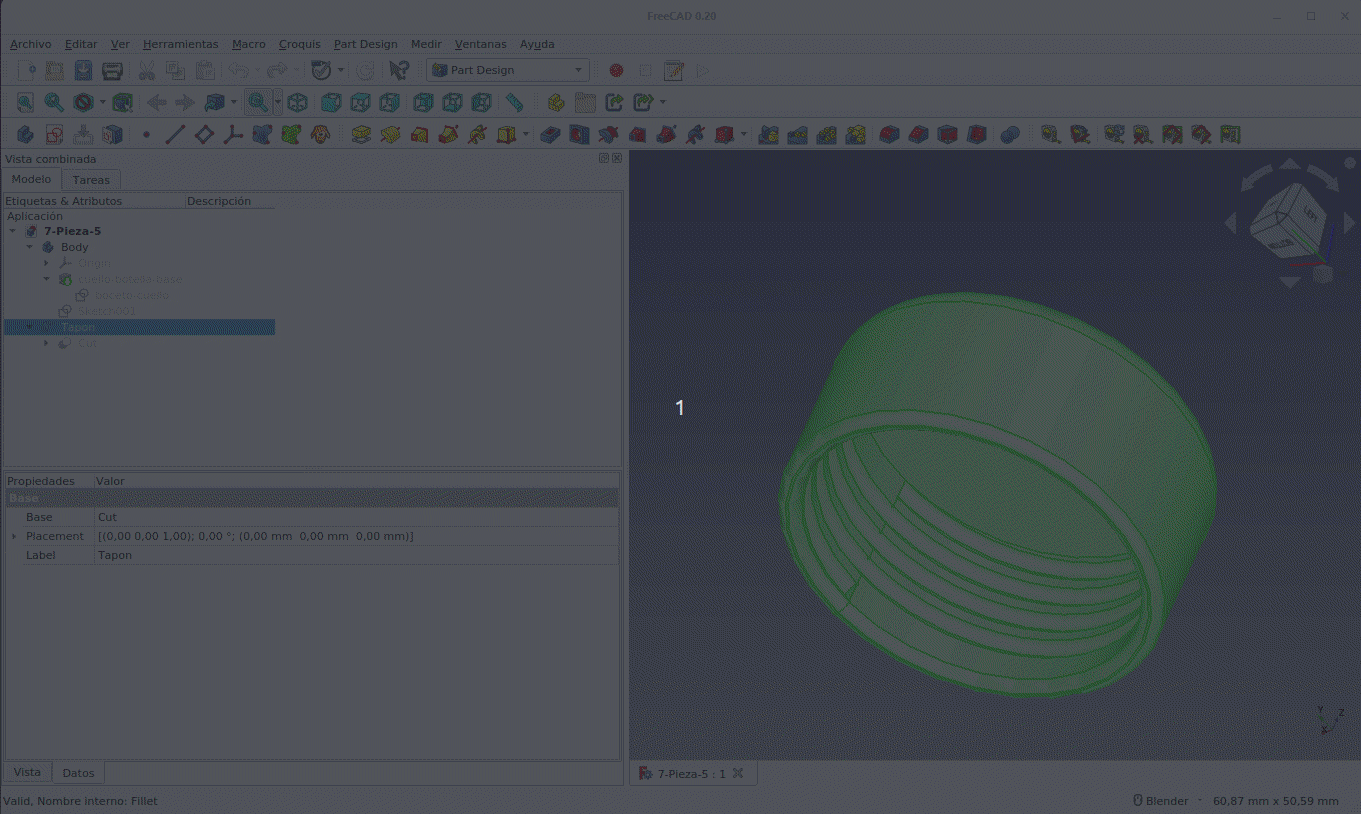 FreeCAD 0.20
Archivo Editar Ver Herramientas Macro Croquis Part Design Medir Ventanas Ayuda
Part Design
Vista combinada
Modelo Tareas
Etiquetas & Atributos Descripción
Aplicación
7-Pieza-5
Body
Origin
cuello-botella-base
boceto-cuello
Sketch001
Tapon
Cut
1
LEFT
Propiedades Valor
Base
Base Cut
Placement [(0,00 0,00 1,00); 0,00 °; (0,00 mm 0,00 mm 0,00 mm)]
Label Tapon
Y
Z
X
Vista Datos
7-Pieza-5 : 1
Valid, Nombre interno: Fillet
Blender 60,87 mm x 50,59 mm